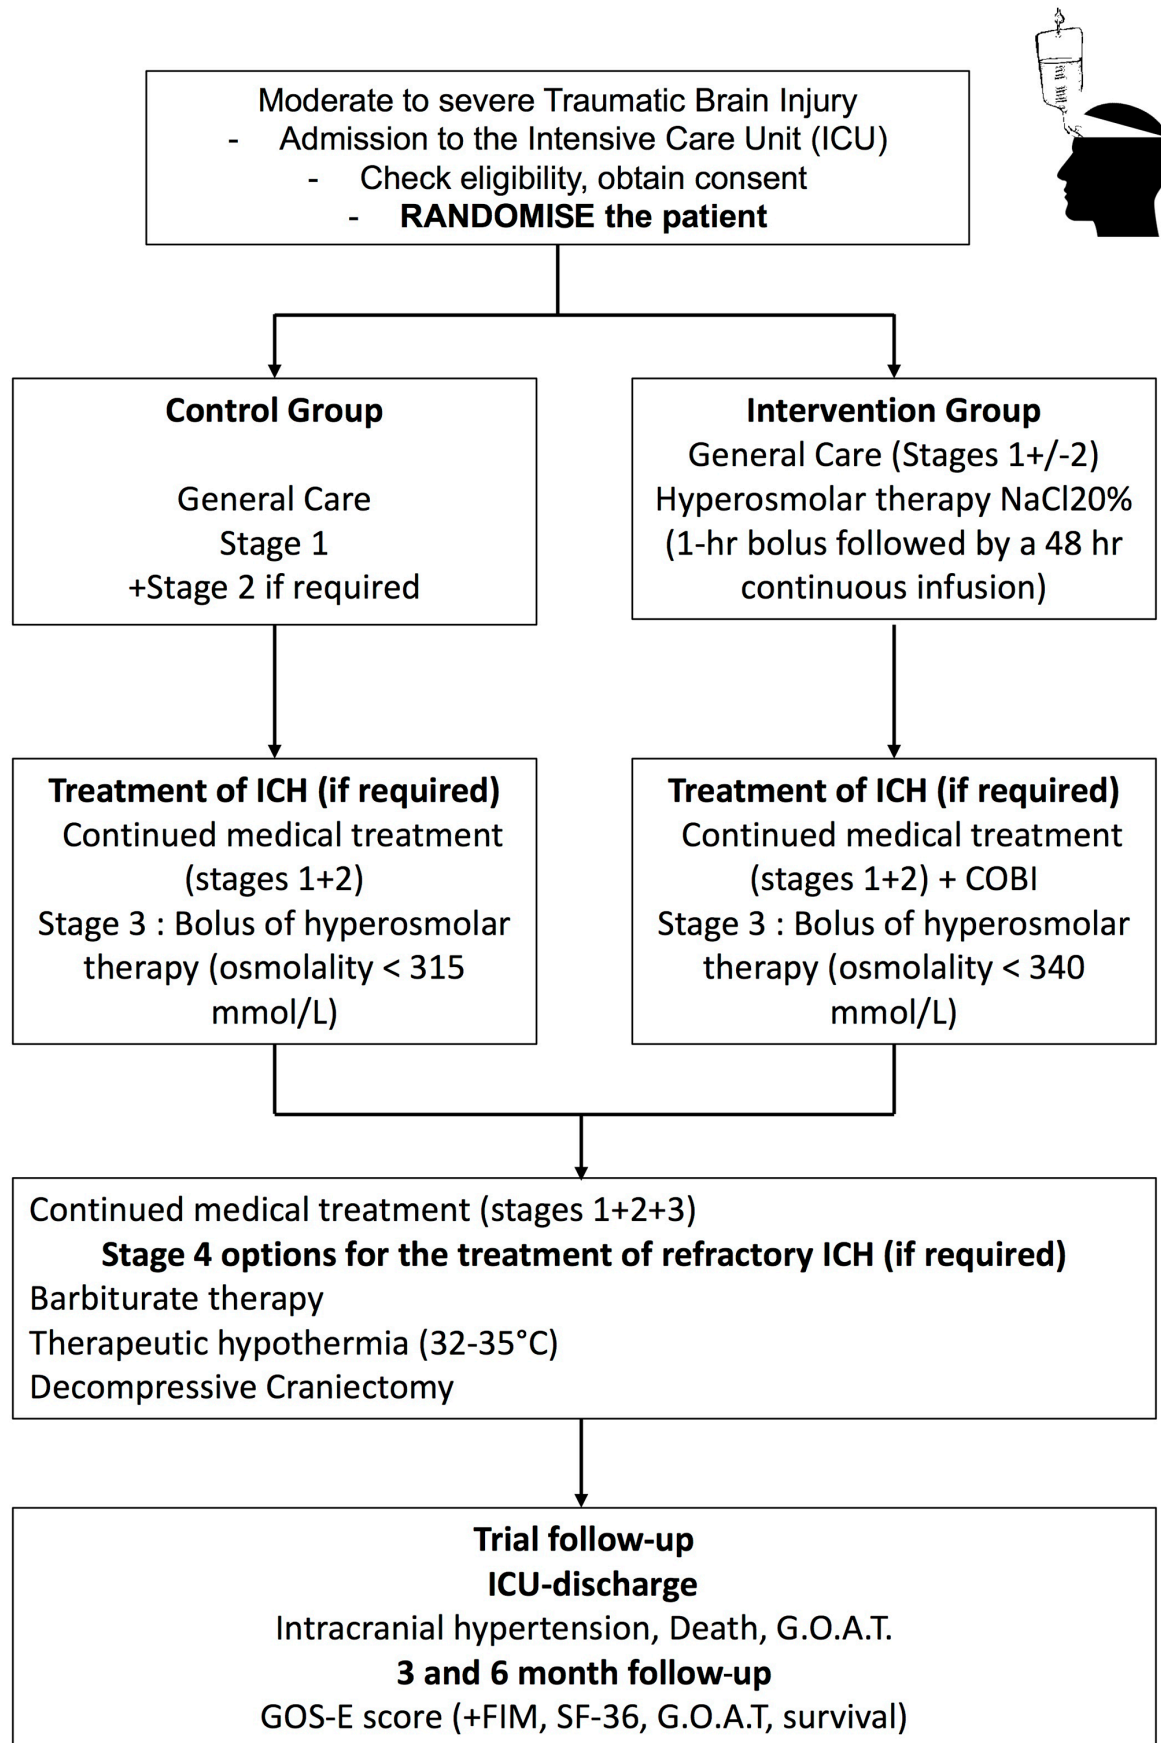 Moderate to severe Traumatic Brain Injury
- Admission to the Intensive Care Unit (ICU)
- Check eligibility, obtain consent
- RANDOMISE the patient
Control Group
General Care
Stage 1
+Stage 2 if required
Intervention Group
General Care (Stages 1+/-2)
Hyperosmolar therapy NaCl20%
(1-hr bolus followed by a 48 hr
continuous infusion)
Treatment of ICH (if required)
Continued medical treatment
(stages 1+2)
Stage 3 : Bolus of hyperosmolar
therapy (osmolality < 315
mmol/L)
Treatment of ICH (if required)
Continued medical treatment
(stages 1+2) + COBI
Stage 3 : Bolus of hyperosmolar
therapy (osmolality < 340
mmol/L)
Continued medical treatment (stages 1+2+3)
Stage 4 options for the treatment of refractory ICH (if required)
Barbiturate therapy
Therapeutic hypothermia (32-35°C)
Decompressive Craniectomy
Trial follow-up
ICU-discharge
Intracranial hypertension, Death, G.O.A.T.
3 and 6 month follow-up
GOS-E score (+FIM, SF-36, G.O.A.T, survival)